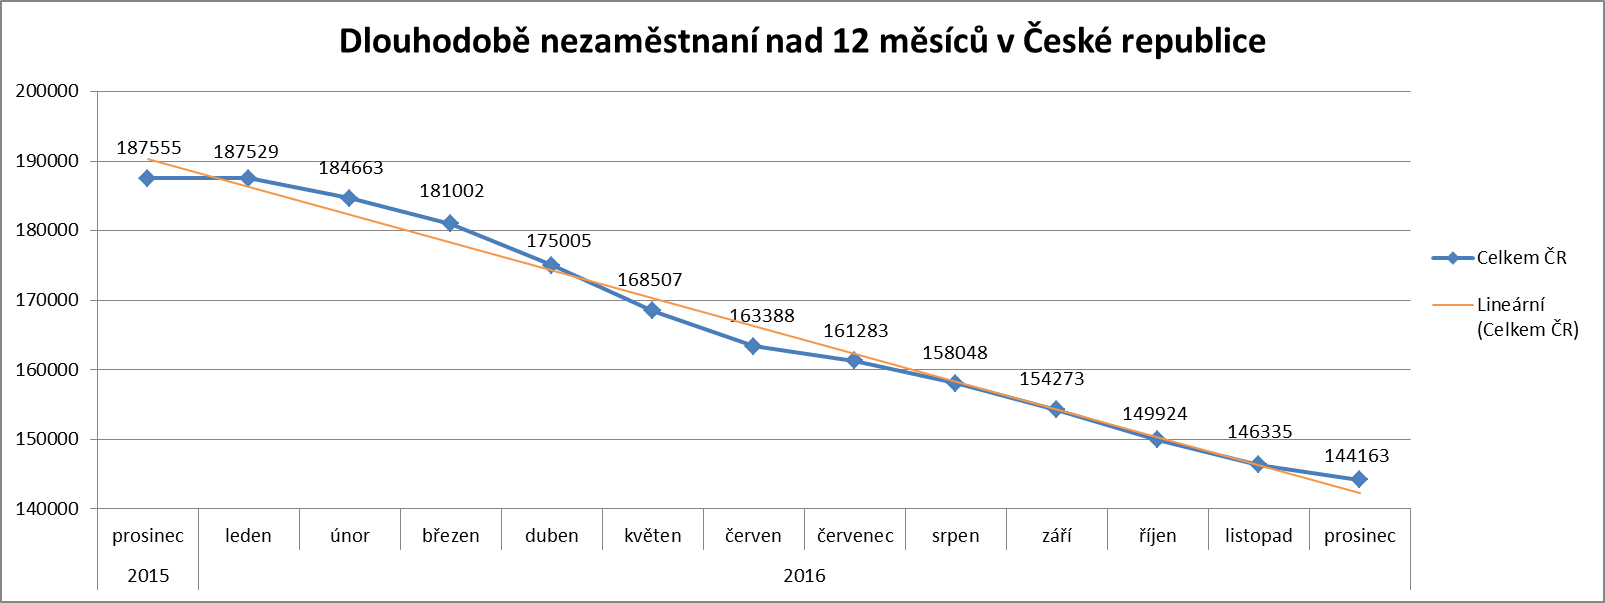 Dlouhodobě nezaměstnaní nad 12 měsíců v České republice
200000
190000
180000
170000
160000
150000
140000
187555
187529
184663
181002
175005
168507
163388
161283
158048
154273
149924
146335
144163
prosinec
leden
únor
březen
duben
květen
červen
červenec
srpen
září
říjen
listopad
prosinec
2015
2016
Celkem ČR
Lineární
(Celkem ČR)